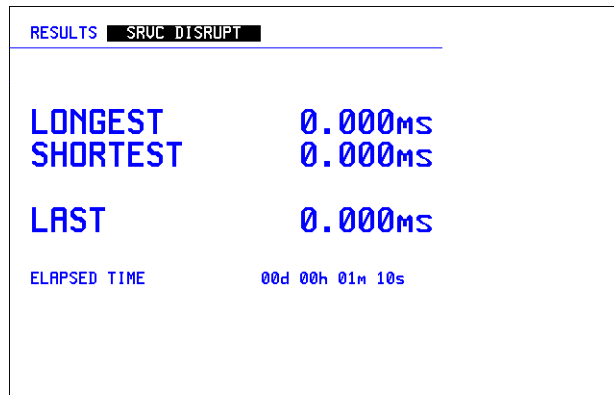 RESULTS SRVC DISRUPT
LONGEST 0.000ms
SHORTEST 0.000ms
LAST 0.000ms
ELAPSED TIME 00d 00h 01m 10s